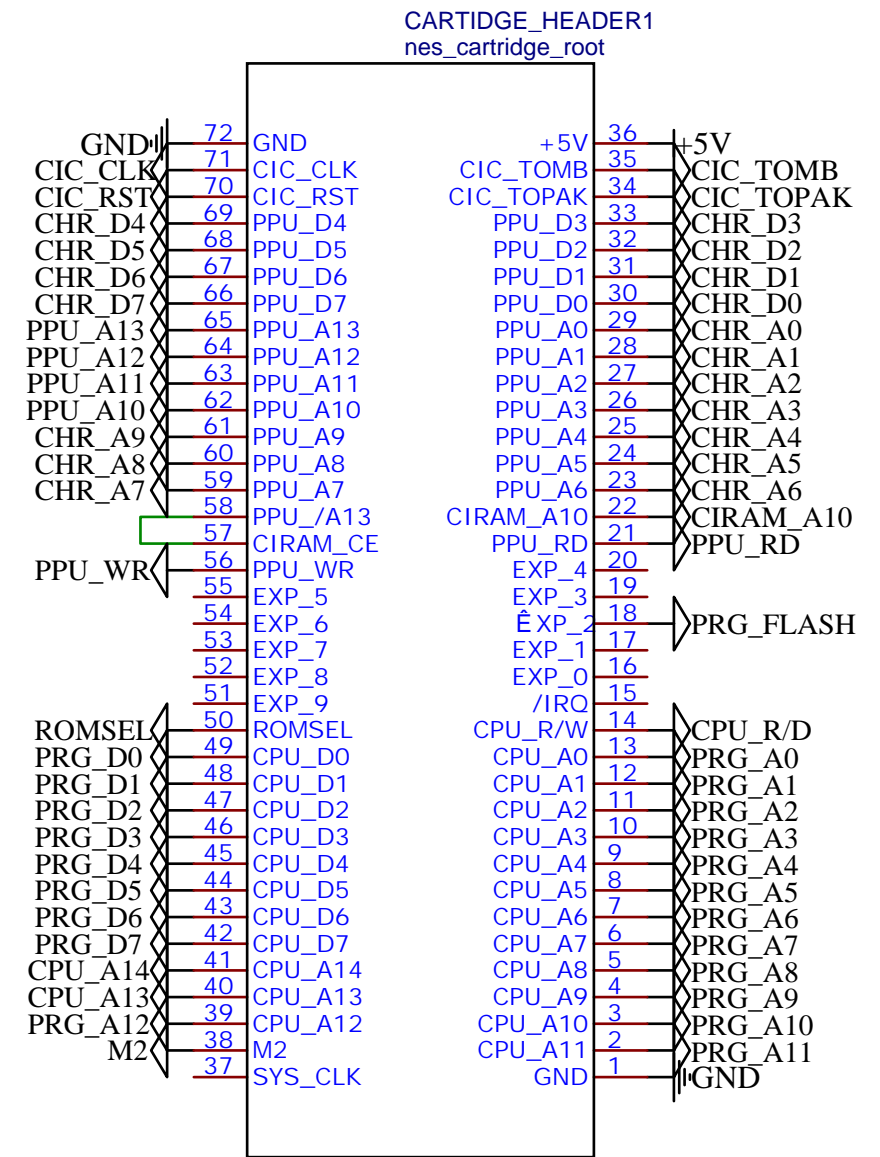 CARTIDGE_HEADER1
nes_cartridge_root
GND 72 GND +5V 36 +5V
CIC_CLK 71 CIC_CLK CIC_TOMB 35 CIC_TOMB
CIC_RST 70 CIC_RST CIC_TOPAK 34 CIC_TOPAK
CHR_D4 69 PPU_D4 PPU_D3 33 CHR_D3
CHR_D5 68 PPU_D5 PPU_D2 32 CHR_D2
CHR_D6 67 PPU_D6 PPU_D1 31 CHR_D1
CHR_D7 66 PPU_D7 PPU_D0 30 CHR_D0
PPU_A13 65 PPU_A13 PPU_A0 29 CHR_A0
PPU_A12 64 PPU_A12 PPU_A1 28 CHR_A1
PPU_A11 63 PPU_A11 PPU_A2 27 CHR_A2
PPU_A10 62 PPU_A10 PPU_A3 26 CHR_A3
CHR_A9 61 PPU_A9 PPU_A4 25 CHR_A4
CHR_A8 60 PPU_A8 PPU_A5 24 CHR_A5
CHR_A7 59 PPU_A7 PPU_A6 23 CHR_A6
58 PPU_/A13 CIRAM_A10 22 CIRAM_A10
57 CIRAM_CE PPU_RD 21 PPU_RD
PPU_WR 56 PPU_WR EXP_4 20
55 EXP_5 EXP_3 19
54 EXP_6 ÊXP_2 18 PRG_FLASH
53 EXP_7 EXP_1 17
52 EXP_8 EXP_0 16
51 EXP_9 /IRQ 15
ROMSEL 50 ROMSEL CPU_R/W 14 CPU_R/D
PRG_D0 49 CPU_D0 CPU_A0 13 PRG_A0
PRG_D1 48 CPU_D1 CPU_A1 12 PRG_A1
PRG_D2 47 CPU_D2 CPU_A2 11 PRG_A2
PRG_D3 46 CPU_D3 CPU_A3 10 PRG_A3
PRG_D4 45 CPU_D4 CPU_A4 9 PRG_A4
PRG_D5 44 CPU_D5 CPU_A5 8 PRG_A5
PRG_D6 43 CPU_D6 CPU_A6 7 PRG_A6
PRG_D7 42 CPU_D7 CPU_A7 6 PRG_A7
CPU_A14 41 CPU_A14 CPU_A8 5 PRG_A8
CPU_A13 40 CPU_A13 CPU_A9 4 PRG_A9
PRG_A12 39 CPU_A12 CPU_A10 3 PRG_A10
M2 38 M2 CPU_A11 2 PRG_A11
37 SYS_CLK GND 1 GND